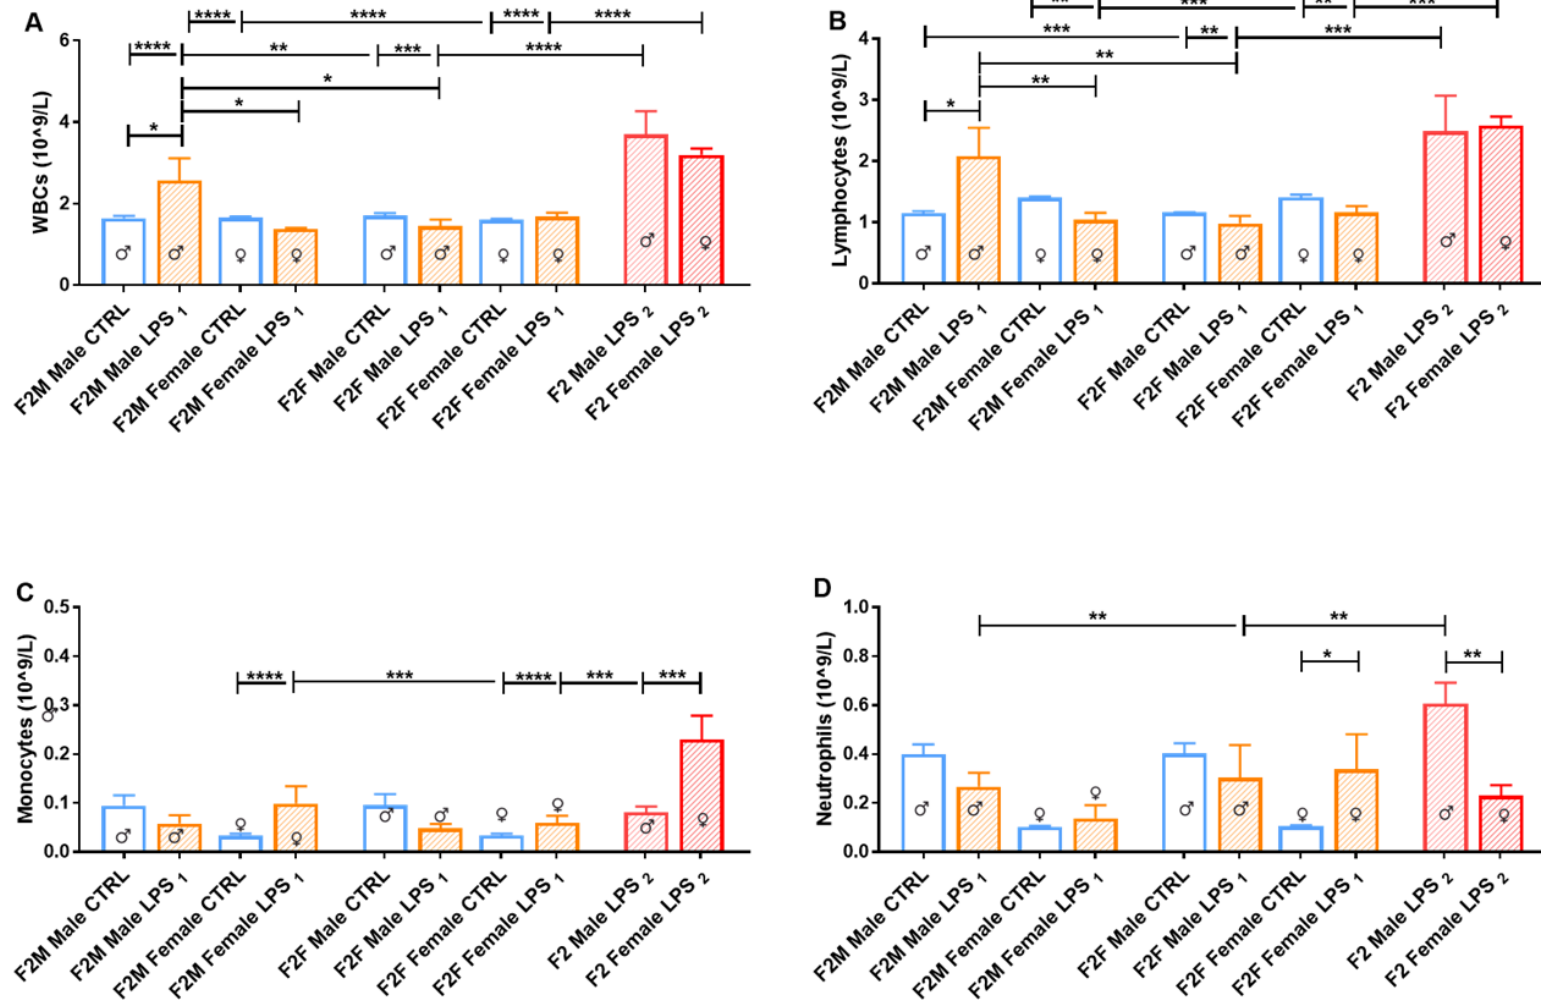 A
**** **** **** ****
**** ** *** ****
*
*
*
WBCs (10^9/L)
6
4
2
0
♂ ♂ ♀ ♀ ♂ ♂ ♀ ♀ ♂ ♀
F2M Male CTRL
F2M Male LPS 1
F2M Female CTRL
F2M Female LPS 1
F2F Male CTRL
F2F Male LPS 1
F2F Female CTRL
F2F Female LPS 1
F2 Male LPS 2
F2 Female LPS 2
B
** *** ** ***
*** ** ***
**
**
*
Lymphocytes (10^9/L)
4
3
2
1
0
♂ ♂ ♀ ♀ ♂ ♂ ♀ ♀ ♂ ♀
F2M Male CTRL
F2M Male LPS 1
F2M Female CTRL
F2M Female LPS 1
F2F Male CTRL
F2F Male LPS 1
F2F Female CTRL
F2F Female LPS 1
F2 Male LPS 2
F2 Female LPS 2
C
**** *** **** *** ***
Monocytes (10^9/L)
♂
0.5
0.4
0.3
0.2
0.1
0.0
♂ ♂ ♀ ♀ ♂ ♂ ♀ ♀ ♂ ♀
F2M Male CTRL
F2M Male LPS 1
F2M Female CTRL
F2M Female LPS 1
F2F Male CTRL
F2F Male LPS 1
F2F Female CTRL
F2F Female LPS 1
F2 Male LPS 2
F2 Female LPS 2
D
** **
* **
Neutrophils (10^9/L)
1.0
0.8
0.6
0.4
0.2
0.0
♂ ♂ ♀ ♀ ♂ ♂ ♀ ♀ ♂ ♀
F2M Male CTRL
F2M Male LPS 1
F2M Female CTRL
F2M Female LPS 1
F2F Male CTRL
F2F Male LPS 1
F2F Female CTRL
F2F Female LPS 1
F2 Male LPS 2
F2 Female LPS 2